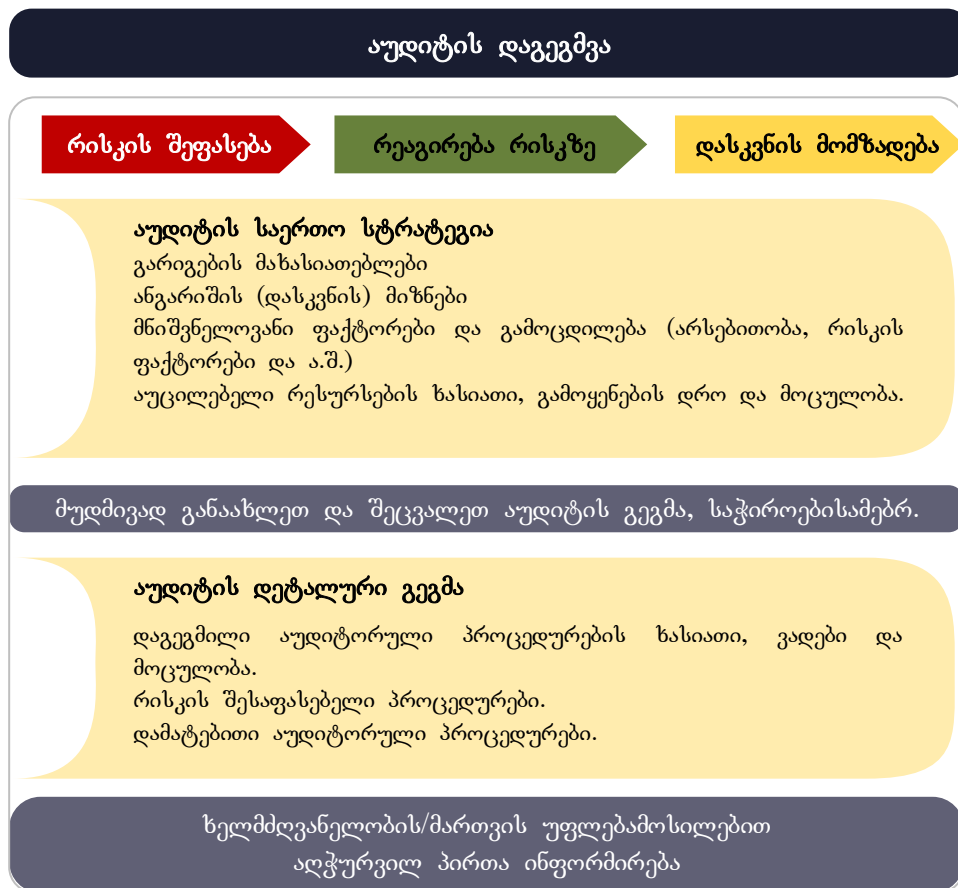 აუდიტის დაგეგმვა
რისკის შეფასება რეაგირება რისკზე დასკვნის მომზადება
აუდიტის საერთო სტრატეგია
გარიგების მახასიათებლები
ანგარიშის (დასკვნის) მიზნები
მნიშვნელოვანი ფაქტორები და გამოცდილება (არსებითობა, რისკის
ფაქტორები და ა.შ.)
აუცილებელი რესურსების ხასიათი, გამოყენების დრო და მოცულობა.
მუდმივად განაახლეთ და შეცვალეთ აუდიტის გეგმა, საჭიროებისამებრ.
აუდიტის დეტალური გეგმა
დაგეგმილი აუდიტორული პროცედურების ხასიათი, ვადები და
მოცულობა.
რისკის შესაფასებელი პროცედურები.
დამატებითი აუდიტორული პროცედურები.
ხელმძღვანელობის/მართვის უფლებამოსილებით
აღჭურვილ პირთა ინფორმირება